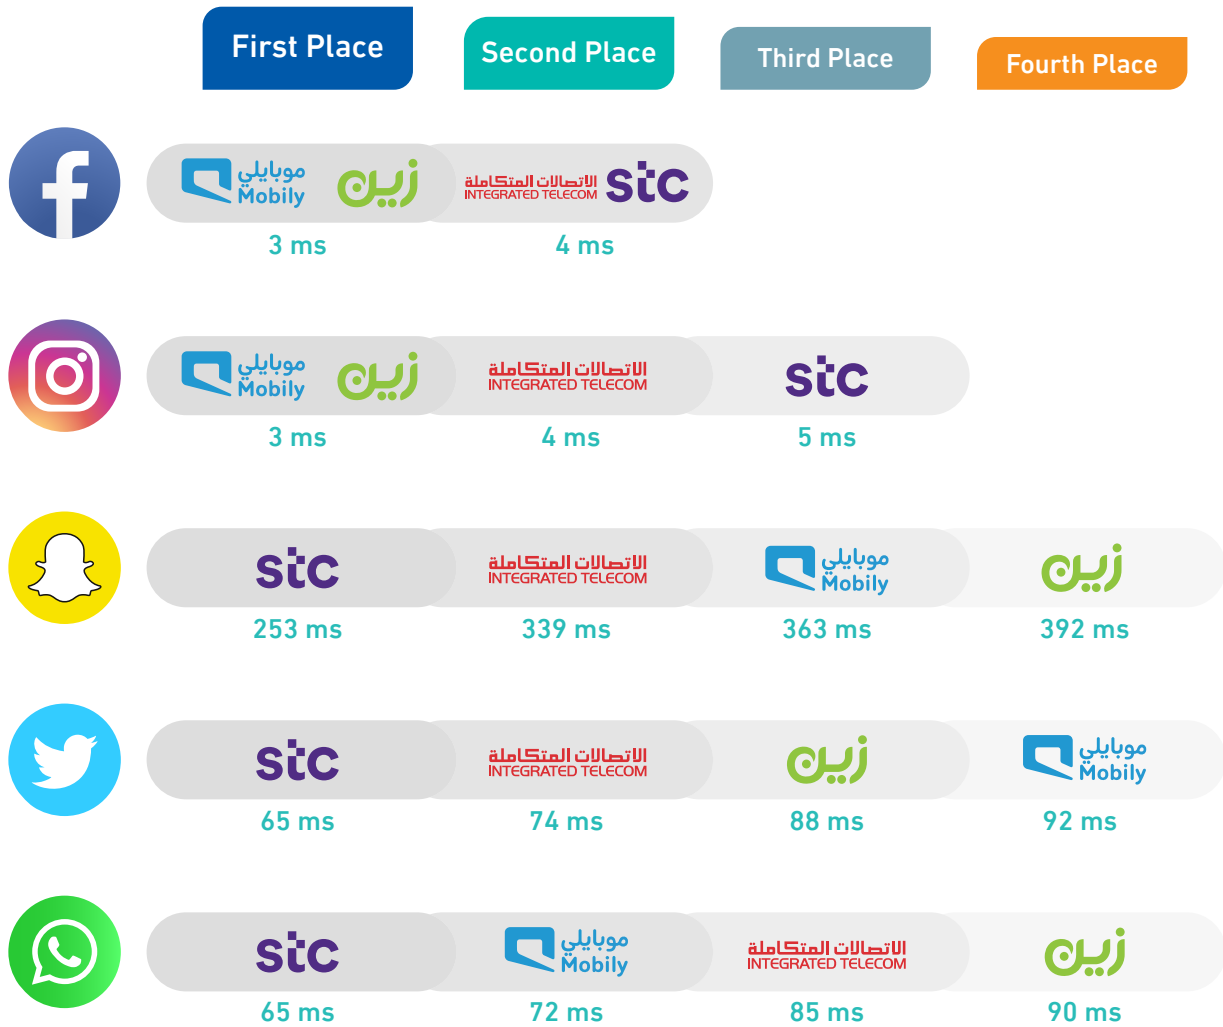 First Place
Second Place
Third Place
Fourth Place
موبايلي
Mobily
زين
الاتصالات المتكاملة
INTEGRATED TELECOM
stc
3 ms
4 ms
موبايلي
Mobily
زين
الاتصالات المتكاملة
INTEGRATED TELECOM
stc
3 ms
4 ms
5 ms
stc
الاتصالات المتكاملة
INTEGRATED TELECOM
موبايلي
Mobily
زين
253 ms
339 ms
363 ms
392 ms
stc
الاتصالات المتكاملة
INTEGRATED TELECOM
زين
موبايلي
Mobily
65 ms
74 ms
88 ms
92 ms
stc
موبايلي
Mobily
الاتصالات المتكاملة
INTEGRATED TELECOM
زين
65 ms
72 ms
85 ms
90 ms